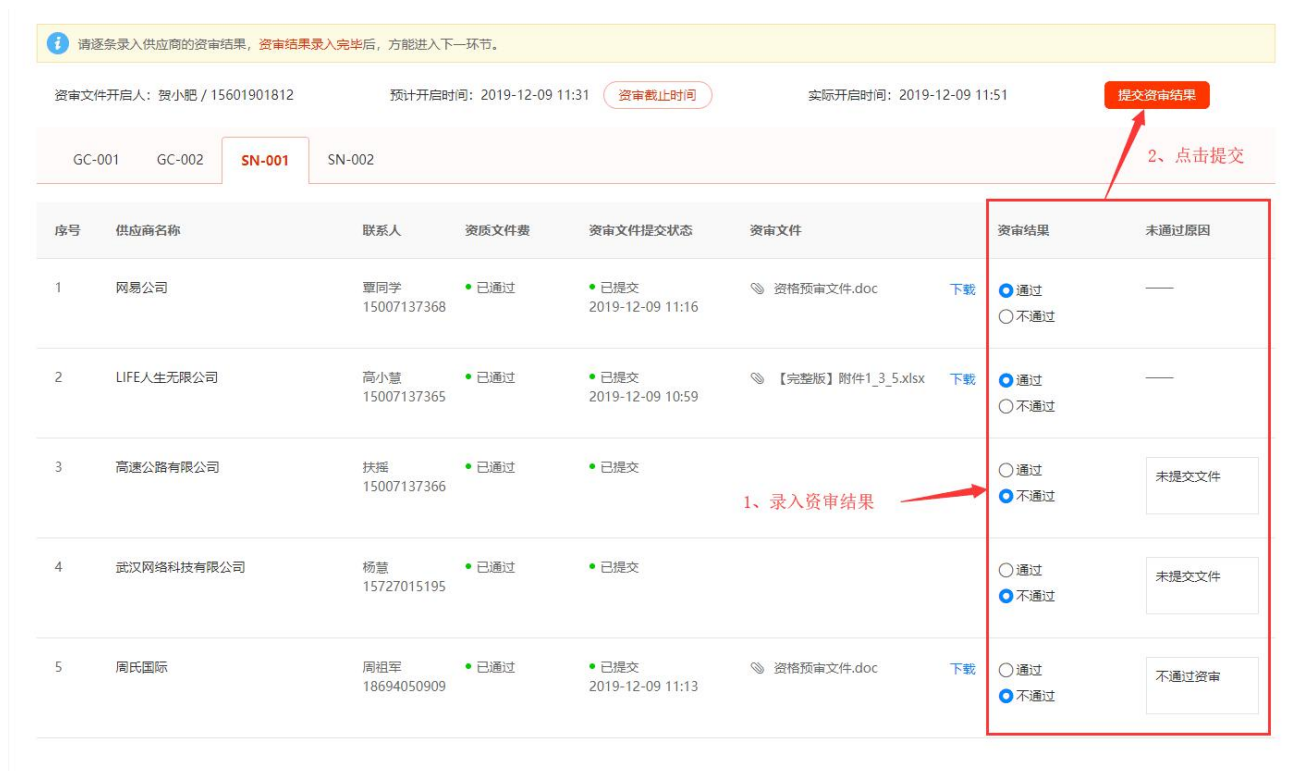 请逐条录入供应商的资审结果，资审结果录入完毕后，方能进入下一环节。
资审文件开启人：贺小肥 / 15601901812 预计开启时间：2019-12-09 11:31 资审截止时间 实际开启时间：2019-12-09 11:51 提交资审结果
GC-001 GC-002 SN-001 SN-002 2、点击提交
序号 供应商名称 联系人 资质文件费 资审文件提交状态 资审文件 资审结果 未通过原因
1 网易公司 覃同学 已通过 已提交 资格预审文件.doc 下载 通过 ——
15007137368 2019-12-09 11:16 不通过
2 LIFE人生无限公司 高小慧 已通过 已提交 【完整版】附件1_3_5.xlsx 下载 通过 ——
15007137365 2019-12-09 10:59 不通过
3 高速公路有限公司 扶摇 已通过 已提交 通过 未提交文件
15007137366 1、录入资审结果 不通过
4 武汉网络科技有限公司 杨慧 已通过 已提交 通过 未提交文件
15727015195 不通过
5 周氏国际 周祖军 已通过 已提交 资格预审文件.doc 下载 通过 不通过资审
18694050909 2019-12-09 11:13 不通过